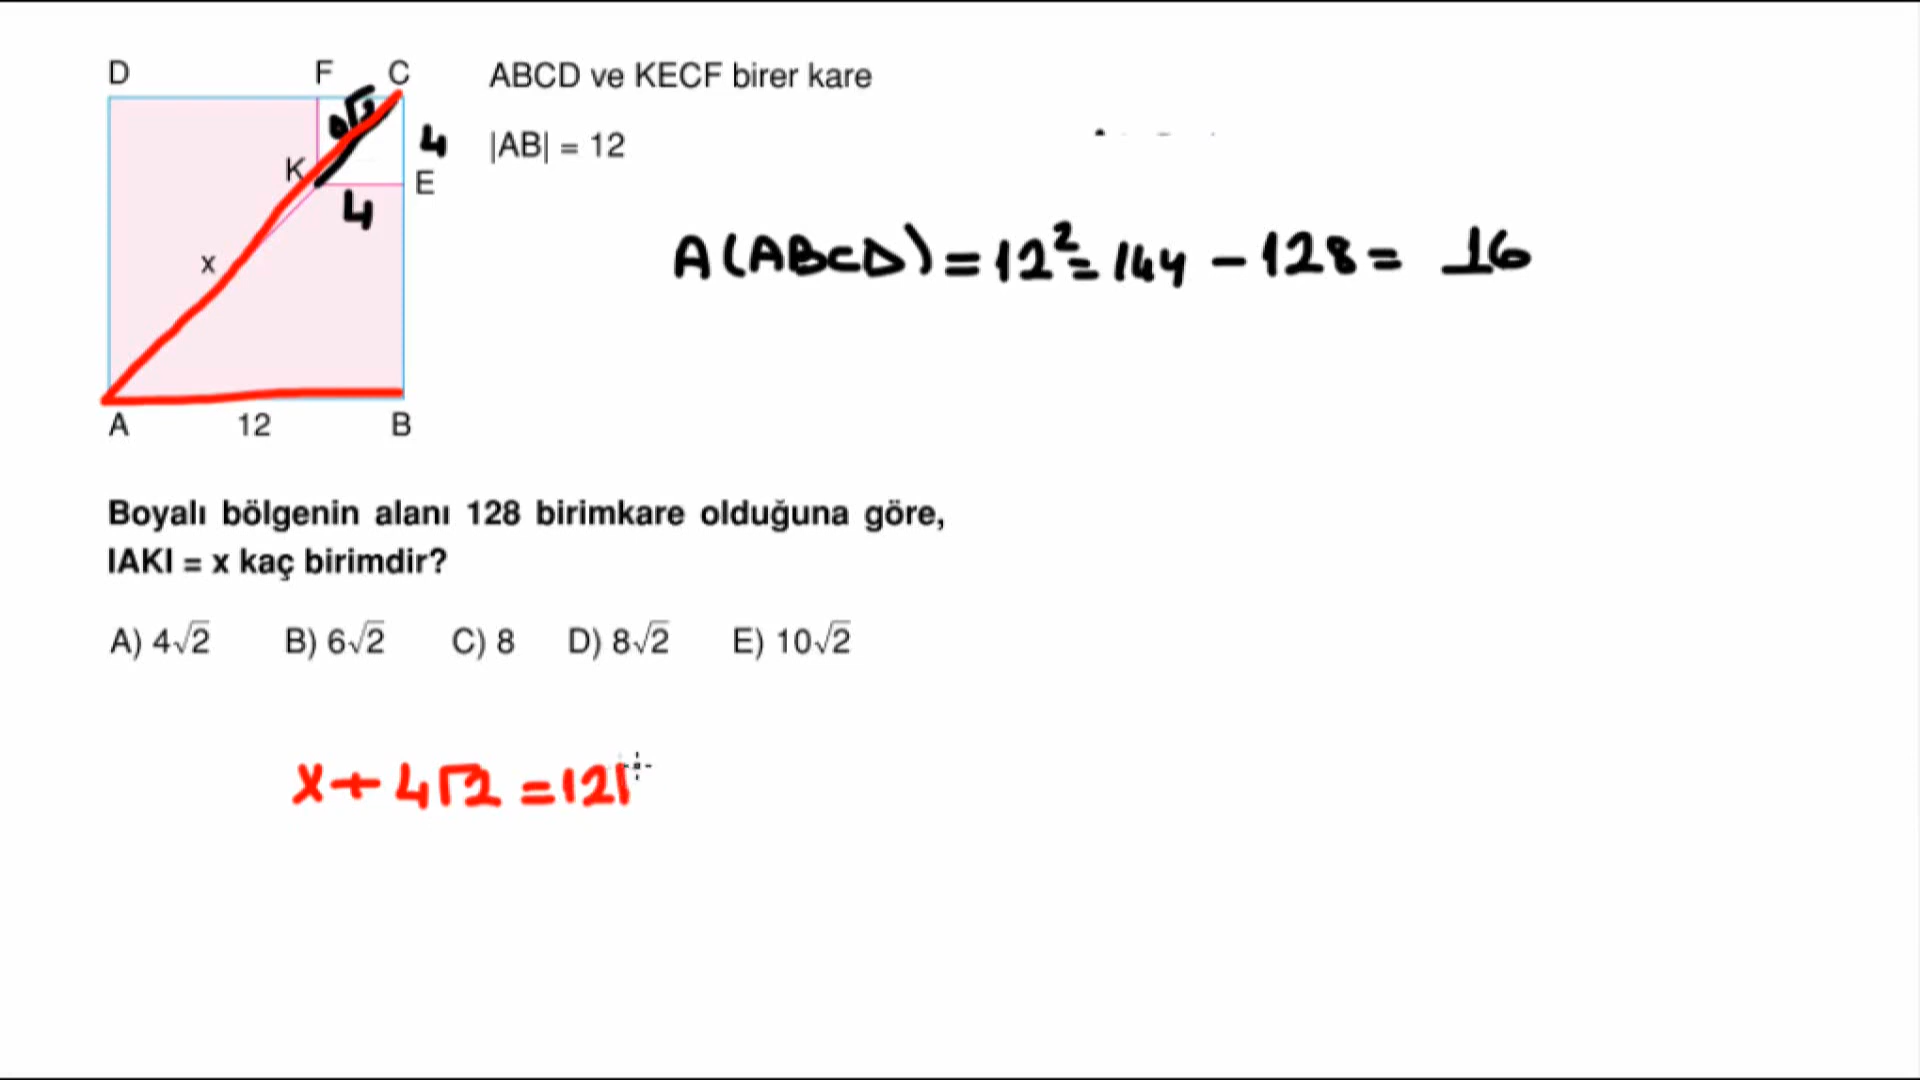 D F C
ABCD ve KECF birer kare
4
|AB| = 12
K
E
4
A(ABCD) = 12² = 144 - 128 = 16
x
A 12 B
Boyalı bölgenin alanı 128 birimkare olduğuna göre,
IAKI = x kaç birimdir?
A) 4√2 B) 6√2 C) 8 D) 8√2 E) 10√2
x + 4√2 = 12